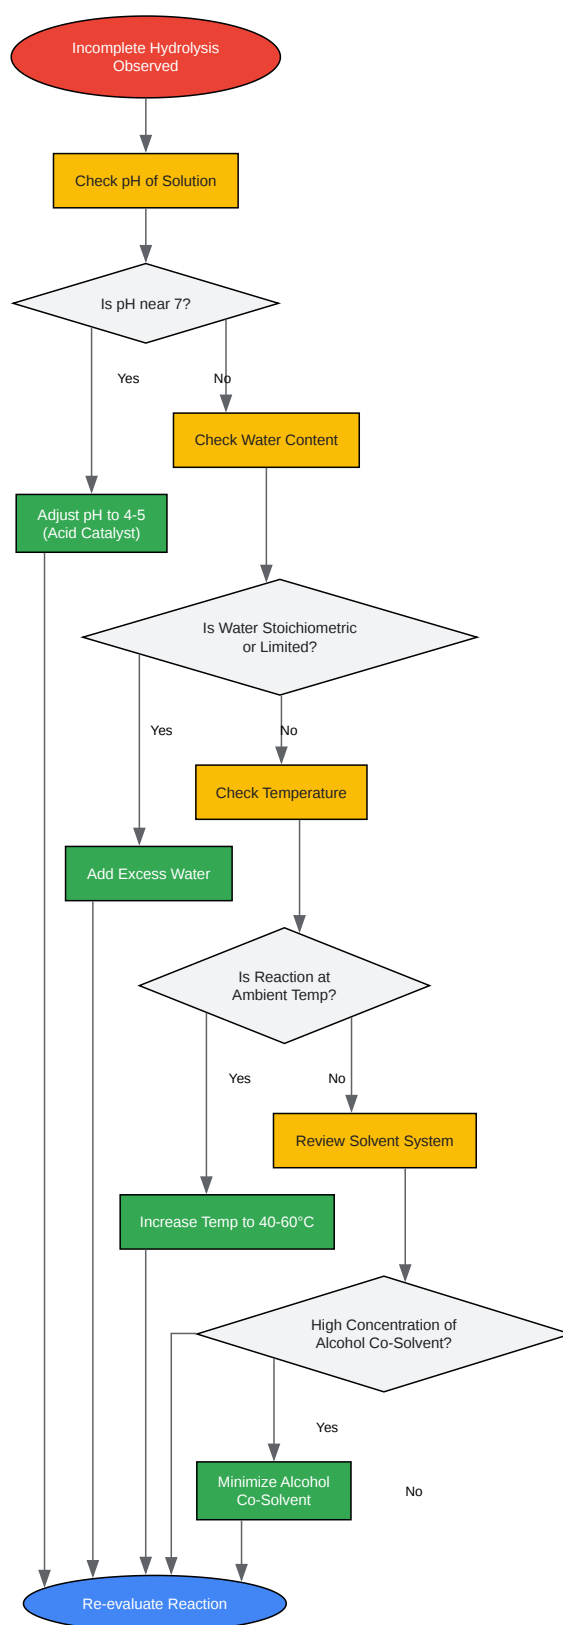 Incomplete Hydrolysis
Observed
Check pH of Solution
Is pH near 7?
Yes
No
Check Water Content
Adjust pH to 4-5
(Acid Catalyst)
Is Water Stoichiometric
or Limited?
Yes
No
Check Temperature
Add Excess Water
Is Reaction at
Ambient Temp?
Yes
No
Review Solvent System
Increase Temp to 40-60°C
High Concentration of
Alcohol Co-Solvent?
Yes
Minimize Alcohol
Co-Solvent
No
Re-evaluate Reaction